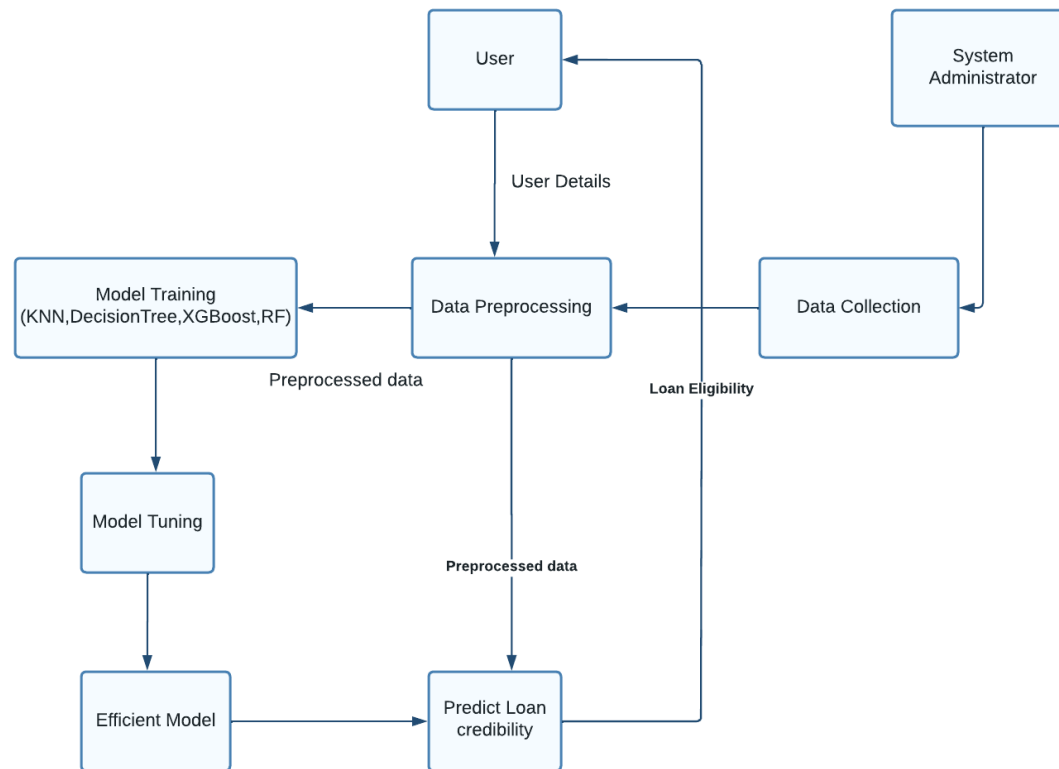 User
System
Administrator
User Details
Model Training
(KNN,DecisionTree,XGBoost,RF)
Data Preprocessing
Data Collection
Preprocessed data
Loan Eligibility
Model Tuning
Preprocessed data
Efficient Model
Predict Loan
credibility